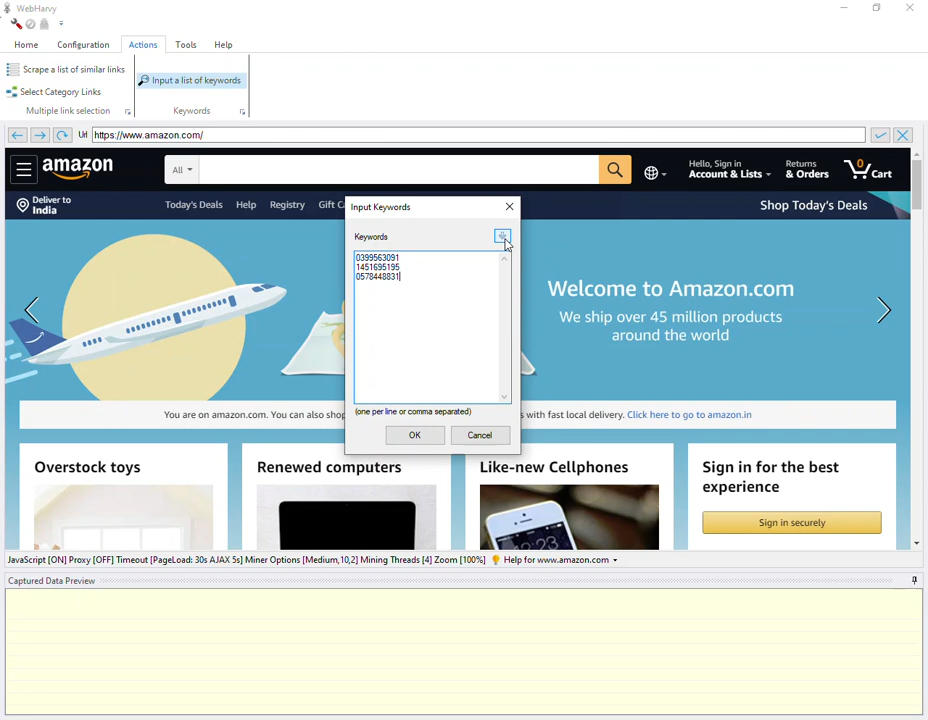 WebHarvy
Home Configuration Actions Tools Help
Scrape a list of similar links
Select Category Links
Multiple link selection
Input a list of keywords
Keywords
Url https://www.amazon.com/
amazon
All
Hello, Sign in
Account & Lists
Returns
& Orders
0
Cart
Deliver to
India
Today's Deals Help Registry Gift Ca
Shop Today's Deals
Input Keywords
Keywords
0399563091
1451695195
0578448831
(one per line or comma separated)
OK Cancel
Welcome to Amazon.com
We ship over 45 million products
around the world
You are on amazon.com. You can also shop
s with fast local delivery. Click here to go to amazon.in
Overstock toys
Renewed computers
Like-new Cellphones
Sign in for the best
experience
Sign in securely
JavaScript [ON] Proxy [OFF] Timeout [PageLoad: 30s AJAX 5s] Miner Options [Medium,10,2] Mining Threads [4] Zoom [100%] Help for www.amazon.com
Captured Data Preview